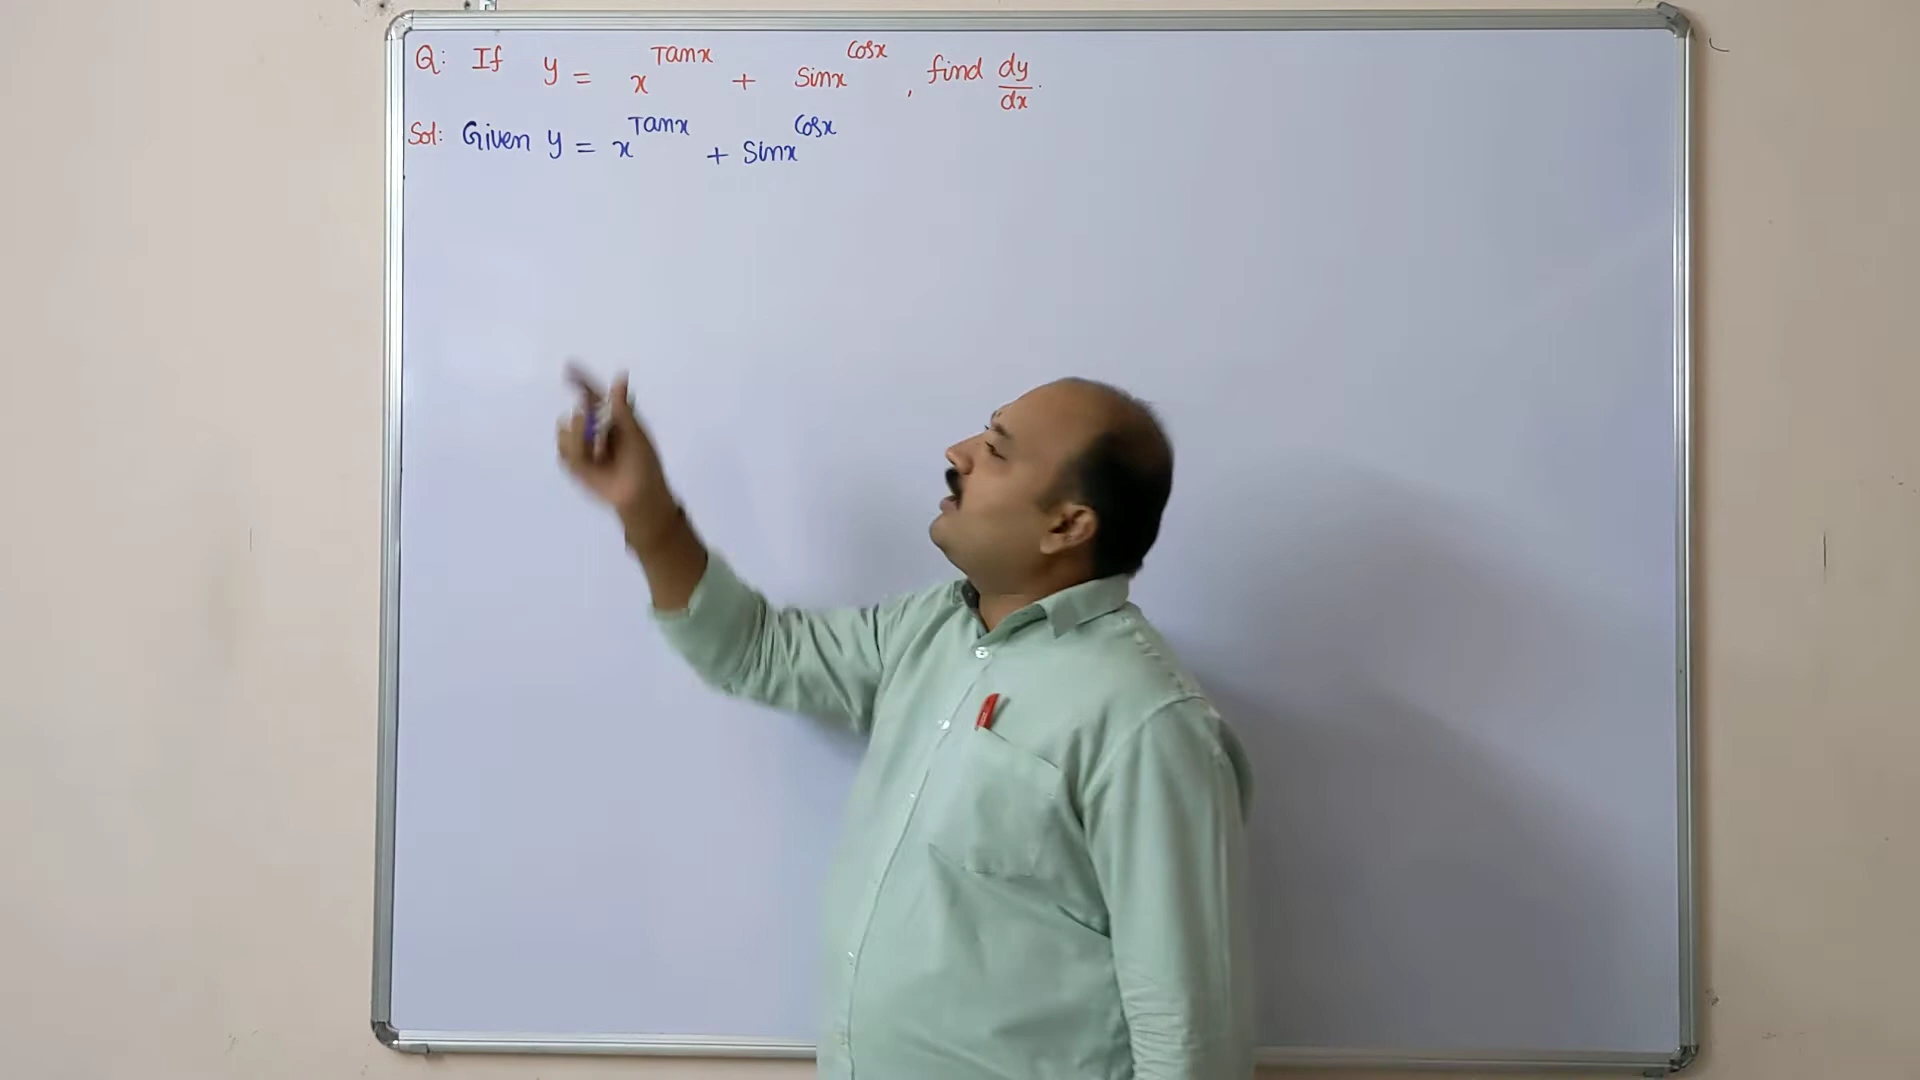 Q: If y = x^Tanx + Sinx^Cosx, find dy/dx.
Sol: Given y = x^Tanx + Sinx^Cosx